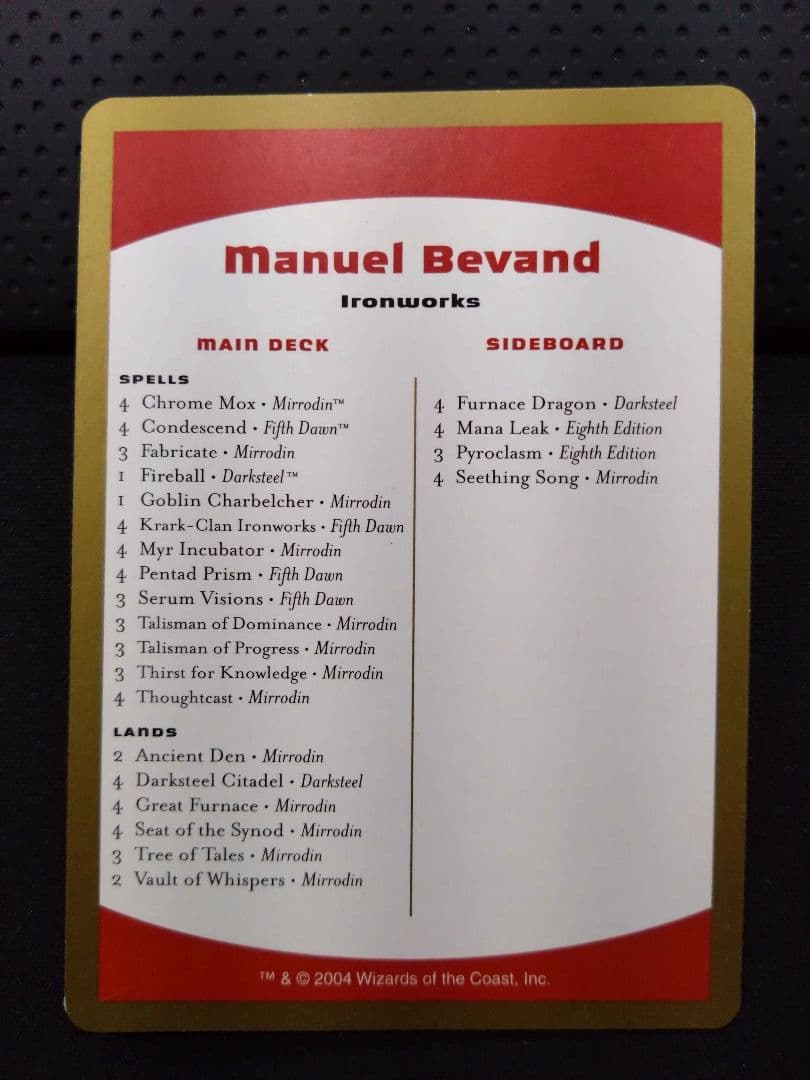 Manuel Bevand
Ironworks
MAIN DECK
SPELLS
4 Chrome Mox • Mirrodin™
4 Condescend • Fifth Dawn™
3 Fabricate • Mirrodin
1 Fireball • Darksteel™
1 Goblin Charbelcher • Mirrodin
4 Krark-Clan Ironworks • Fifth Dawn
4 Myr Incubator • Mirrodin
4 Pentad Prism • Fifth Dawn
3 Serum Visions • Fifth Dawn
3 Talisman of Dominance • Mirrodin
3 Talisman of Progress • Mirrodin
3 Thirst for Knowledge • Mirrodin
4 Thoughtcast • Mirrodin
LANDS
2 Ancient Den • Mirrodin
4 Darksteel Citadel • Darksteel
4 Great Furnace • Mirrodin
4 Seat of the Synod • Mirrodin
3 Tree of Tales • Mirrodin
2 Vault of Whispers • Mirrodin
SIDEBOARD
4 Furnace Dragon • Darksteel
4 Mana Leak • Eighth Edition
3 Pyroclasm • Eighth Edition
4 Seething Song • Mirrodin
™ & © 2004 Wizards of the Coast, Inc.